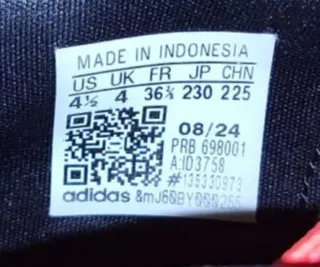 MADE IN INDONESIA
US UK FR JP CHN
4½ 4 36⅔ 230 225
08/24
PRB 698001
A:ID3758
#135330973
adidas